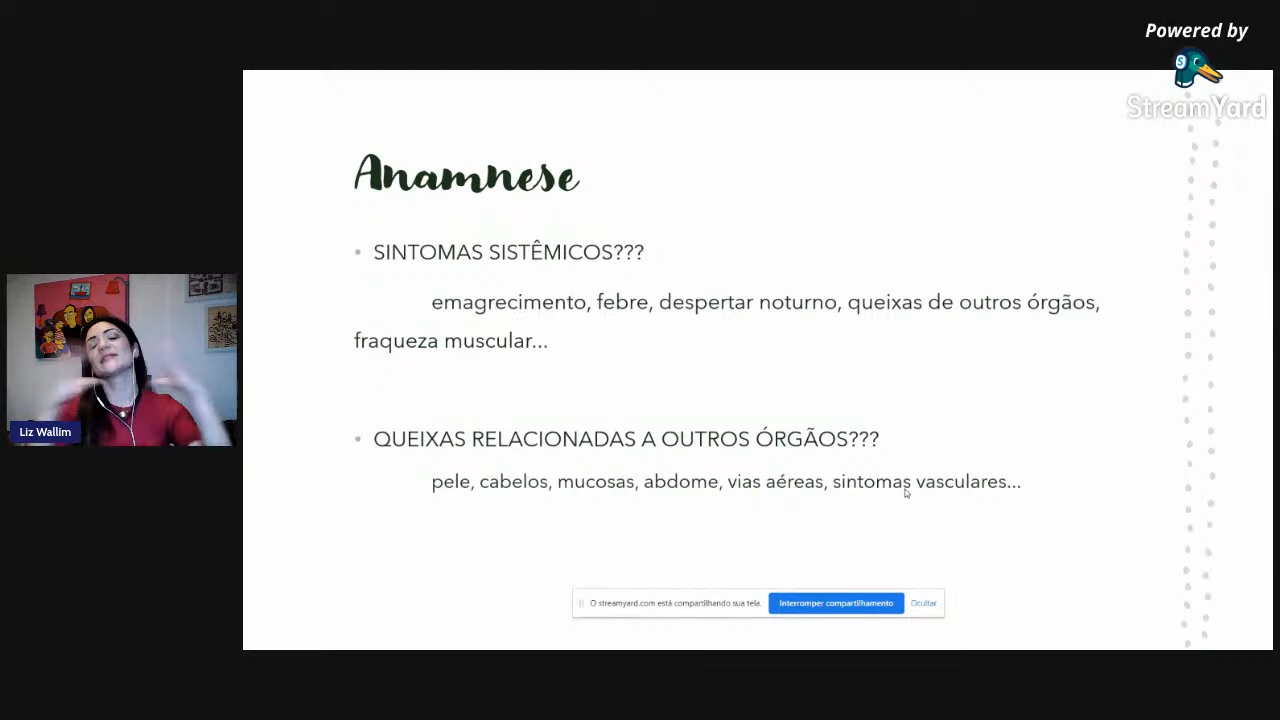 Powered by
StreamYard
Anamnese
• SINTOMAS SISTÊMICOS???
emagrecimento, febre, despertar noturno, queixas de outros órgãos,
fraqueza muscular...
• QUEIXAS RELACIONADAS A OUTROS ÓRGÃOS???
pele, cabelos, mucosas, abdome, vias aéreas, sintomas vasculares...
Liz Wallim
O streamyard.com está compartilhando sua tela. Interromper compartilhamento Ocultar